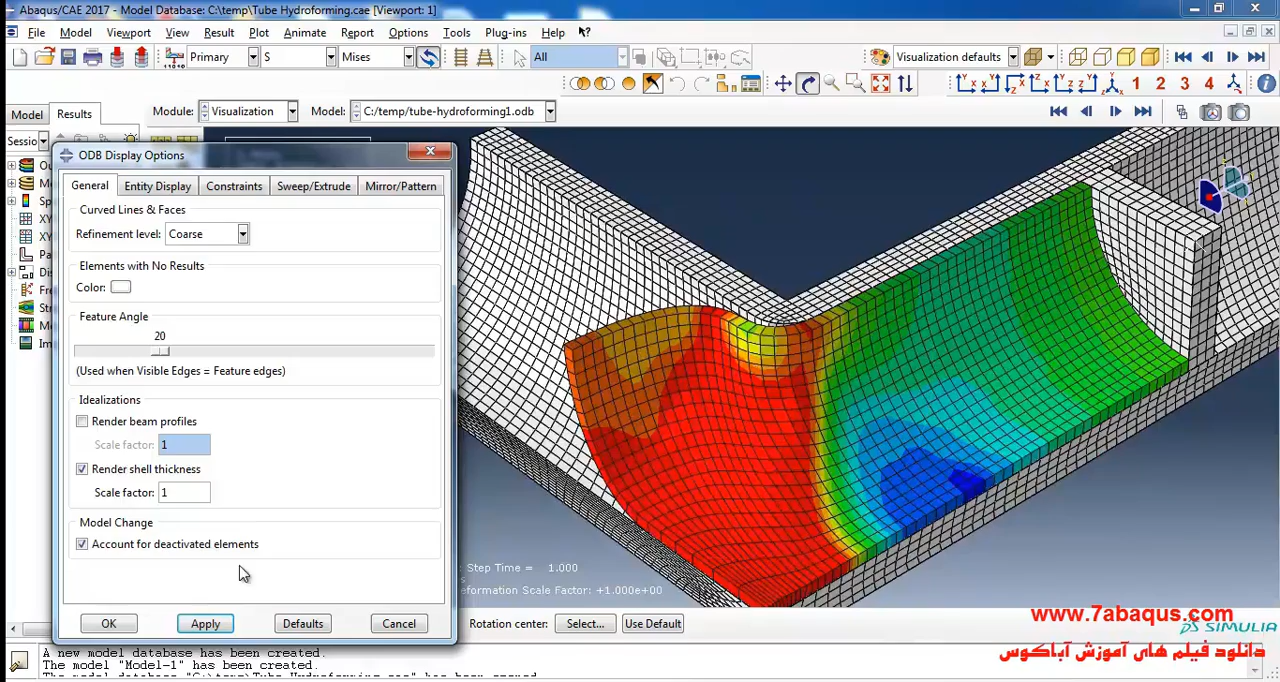 Abaqus/CAE 2017 - Model Database: C:\temp\Tube Hydroforming.cae [Viewport: 1]
File Model Viewport View Result Plot Animate Report Options Tools Plug-ins Help
Primary S Mises All Visualization defaults
1 2 3 4
Model Results Module: Visualization Model: C:/temp/tube-hydroforming1.odb
Sessio
ODB Display Options
General Entity Display Constraints Sweep/Extrude Mirror/Pattern
Curved Lines & Faces
Refinement level: Coarse
Elements with No Results
Color:
Feature Angle
20
(Used when Visible Edges = Feature edges)
Idealizations
Render beam profiles
Scale factor: 1
Render shell thickness
Scale factor: 1
Model Change
Account for deactivated elements
OK Apply Defaults Cancel
Step Time = 1.000
eformation Scale Factor: +1.000e+00
Rotation center: Select... Use Default
www.7abaqus.com
SIMULIA
دانلود فیلم های آموزش آباکوس
A new model database has been created.
The model "Model-1" has been created.